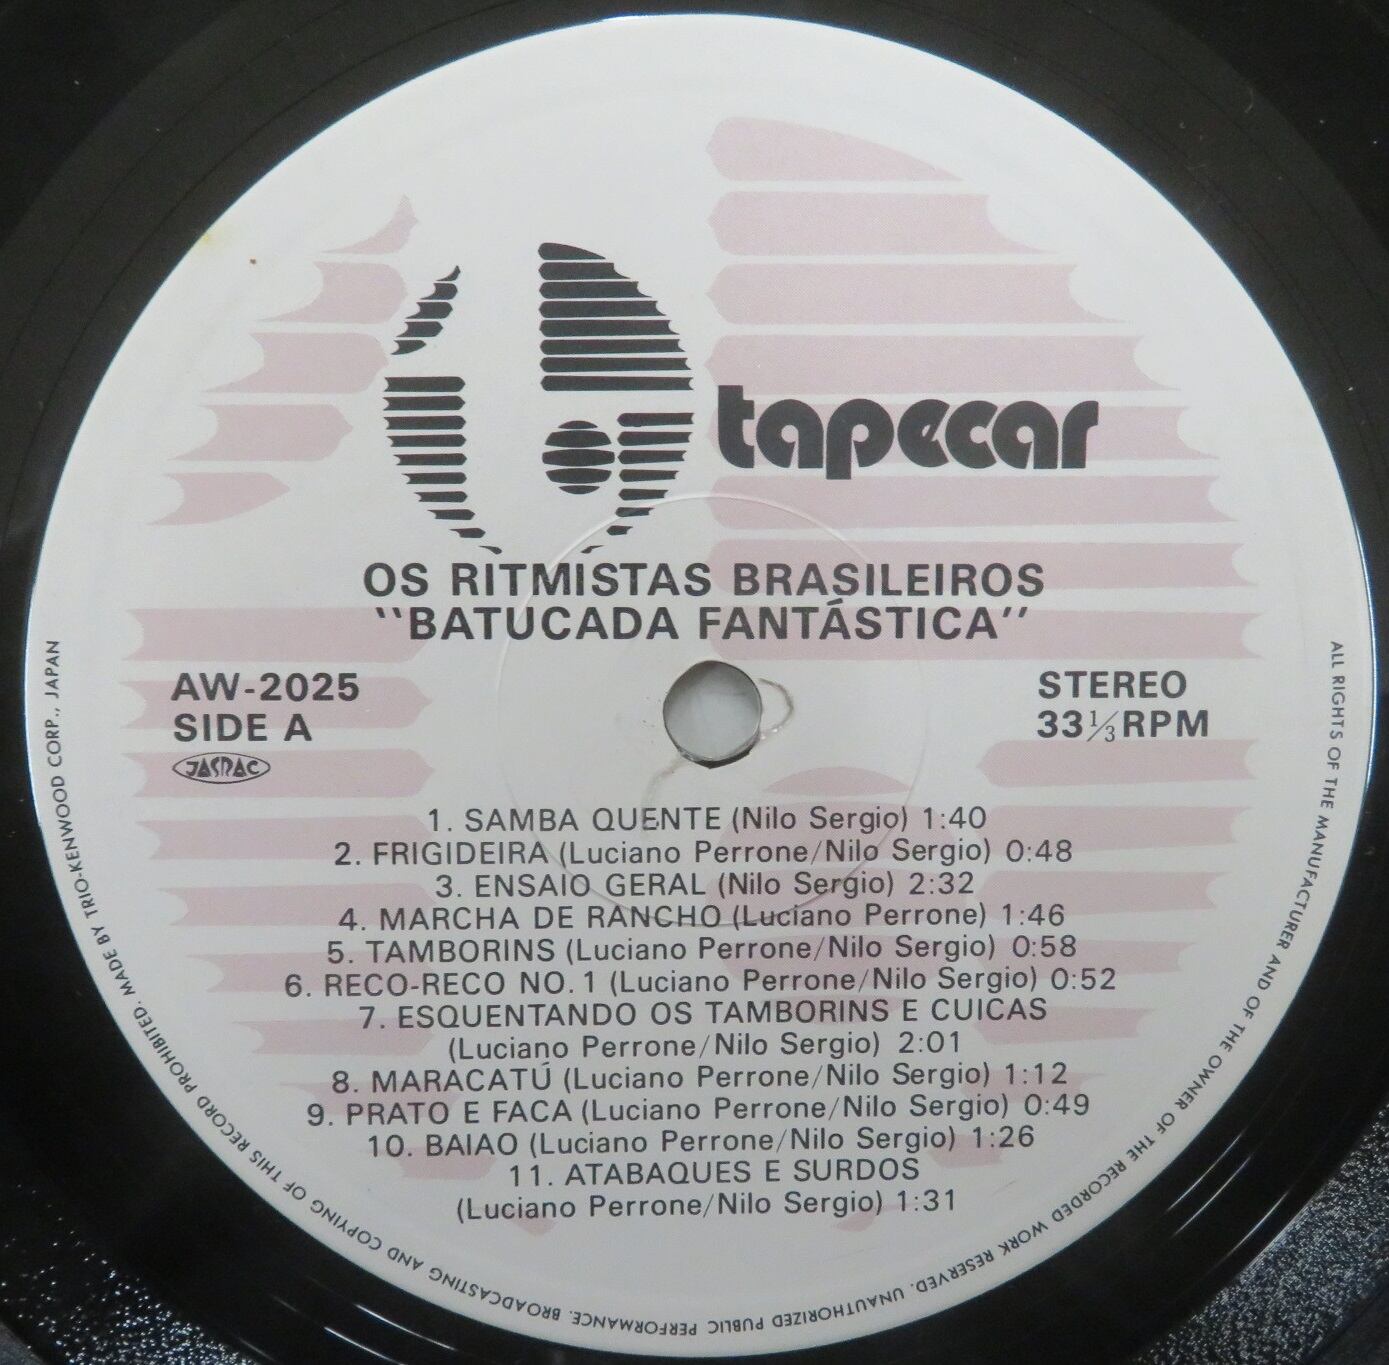 tapecar
OS RITMISTAS BRASILEIROS
"BATUCADA FANTÁSTICA"
AW-2025
SIDE A
JASRAC
STEREO
33⅓RPM
1. SAMBA QUENTE (Nilo Sergio) 1:40
2. FRIGIDEIRA (Luciano Perrone/Nilo Sergio) 0:48
3. ENSAIO GERAL (Nilo Sergio) 2:32
4. MARCHA DE RANCHO (Luciano Perrone) 1:46
5. TAMBORINS (Luciano Perrone/Nilo Sergio) 0:58
6. RECO-RECO NO. 1 (Luciano Perrone/Nilo Sergio) 0:52
7. ESQUENTANDO OS TAMBORINS E CUICAS
(Luciano Perrone/Nilo Sergio) 2:01
8. MARACATÚ (Luciano Perrone/Nilo Sergio) 1:12
9. PRATO E FACA (Luciano Perrone/Nilo Sergio) 0:49
10. BAIAO (Luciano Perrone/Nilo Sergio) 1:26
11. ATABAQUES E SURDOS
(Luciano Perrone/Nilo Sergio) 1:31
ALL RIGHTS OF THE MANUFACTURER AND OF THE OWNER OF THE RECORDED WORK RESERVED. UNAUTHORIZED PUBLIC PERFORMANCE. BROADCASTING AND COPYING OF THIS RECORD PROHIBITED. MADE BY TRIO-KENWOOD CORP., JAPAN